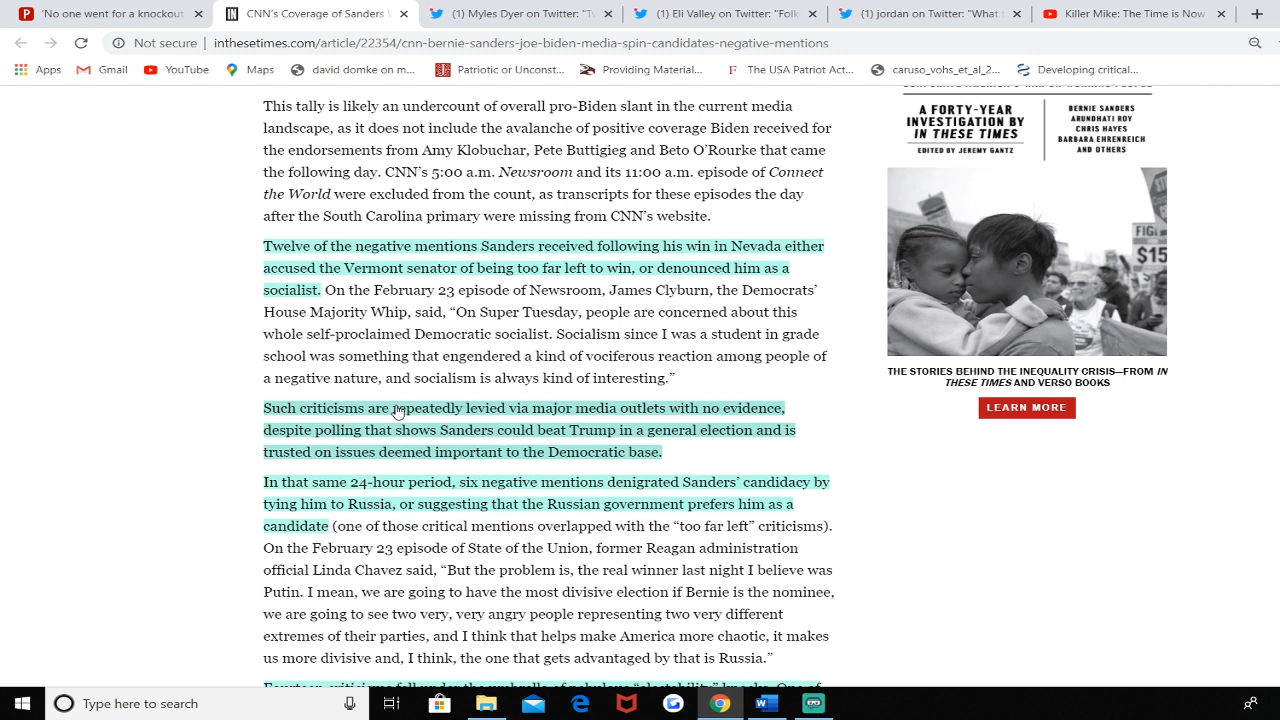 'No one went for a knockout
CNN's Coverage of Sanders
Myles on Twitter: "T
(1) Eli Valley on Twitter: "Folk
(1) jordan on Twitter: "What
Killer Mike: Trump is Now
Not secure
inthesetimes.com/article/22354/cnn-bernie-sanders-joe-biden-media-spin-candidates-negative-mentions
Apps
Gmail
YouTube
Maps
david domke on m...
Patriotic or Unconst...
Providing Material...
The USA Patriot Act...
caruso_vohs_et_al_2...
Developing critical...
This tally is likely an undercount of overall pro-Biden slant in the current media
landscape, as it does not include the avalanche of positive coverage Biden received for
the endorsements of Amy Klobuchar, Pete Buttigieg and Beto O'Rourke that came
the following day. CNN's 5:00 a.m. Newsroom and its 11:00 a.m. episode of Connect
the World were excluded from the count, as transcripts for these episodes the day
after the South Carolina primary were missing from CNN's website.
Twelve of the negative mentions Sanders received following his win in Nevada either
accused the Vermont senator of being too far left to win, or denounced him as a
socialist. On the February 23 episode of Newsroom, James Clyburn, the Democrats'
House Majority Whip, said, "On Super Tuesday, people are concerned about this
whole self-proclaimed Democratic socialist. Socialism since I was a student in grade
school was something that engendered a kind of vociferous reaction among people of
a negative nature, and socialism is always kind of interesting."
Such criticisms are repeatedly levied via major media outlets with no evidence,
despite polling that shows Sanders could beat Trump in a general election and is
trusted on issues deemed important to the Democratic base.
In that same 24-hour period, six negative mentions denigrated Sanders' candidacy by
tying him to Russia, or suggesting that the Russian government prefers him as a
candidate (one of those critical mentions overlapped with the "too far left" criticisms).
On the February 23 episode of State of the Union, former Reagan administration
official Linda Chavez said, "But the problem is, the real winner last night I believe was
Putin. I mean, we are going to have the most divisive election if Bernie is the nominee,
we are going to see two very, very angry people representing two very different
extremes of their parties, and I think that helps make America more chaotic, it makes
us more divisive and, I think, the one that gets advantaged by that is Russia."
A FORTY-YEAR
INVESTIGATION BY
IN THESE TIMES
EDITED BY JEREMY GANTZ
BERNIE SANDERS
ARUNDHATI ROY
CHRIS HAYES
BARBARA EHRENREICH
AND OTHERS
FIG
$15
THE STORIES BEHIND THE INEQUALITY CRISIS—FROM IN
THESE TIMES AND VERSO BOOKS
LEARN MORE
Type here to search